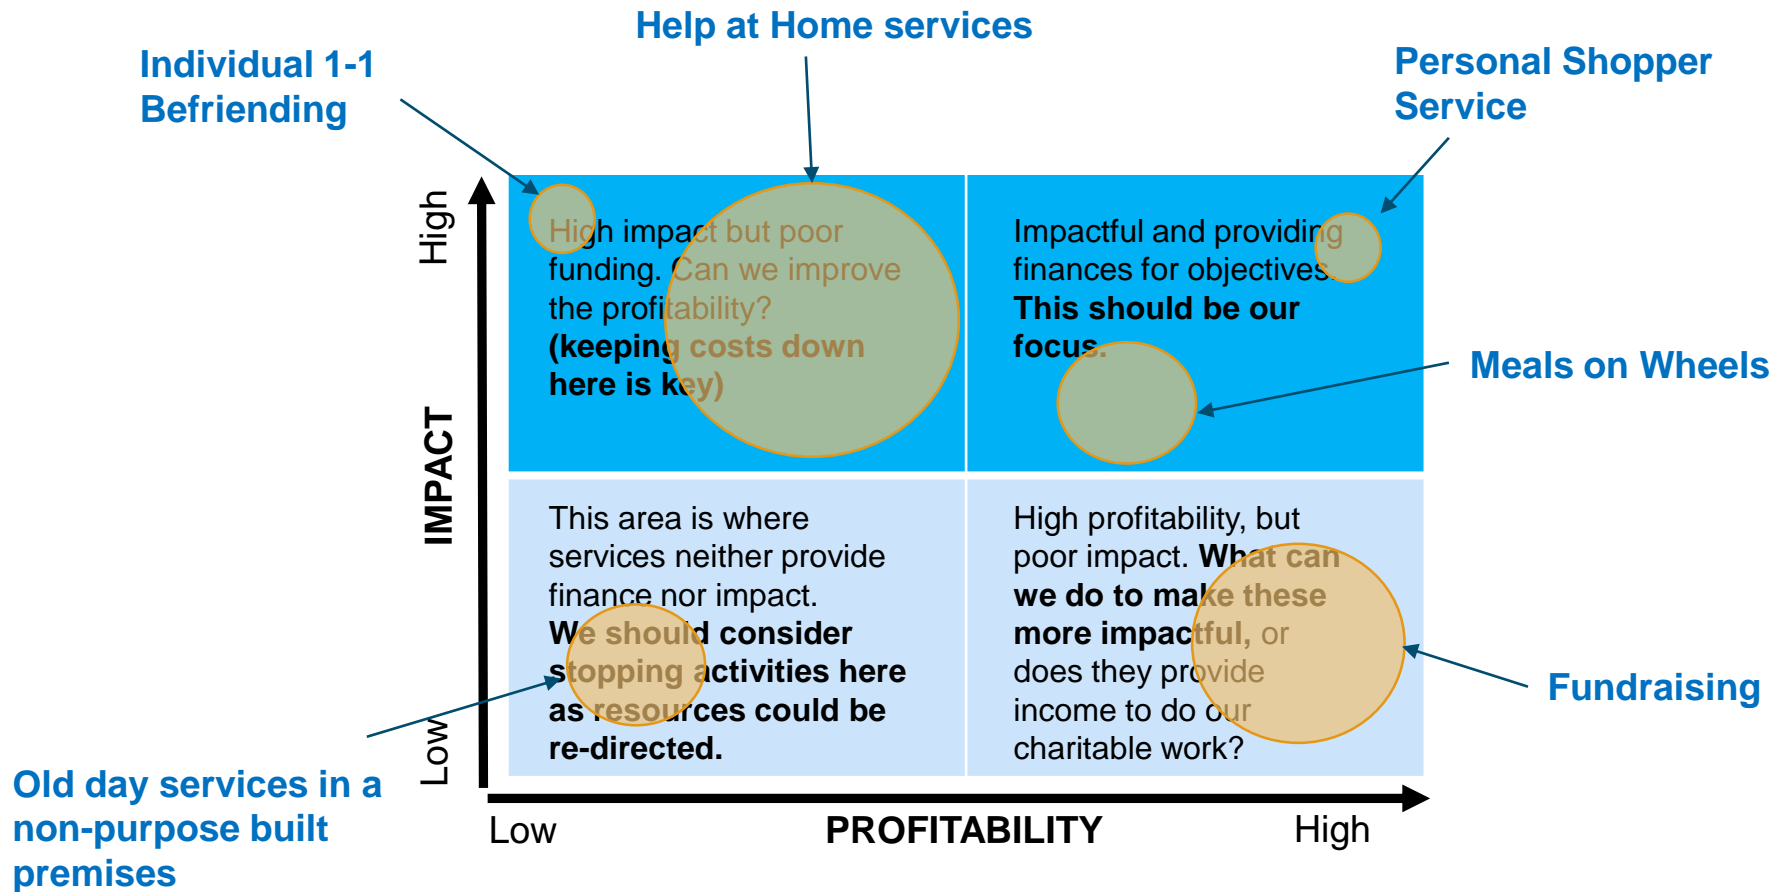 Help at Home services
Individual 1-1
Befriending
Personal Shopper
Service
High
High impact but poor
funding. Can we improve
the profitability?
(keeping costs down
here is key)
Impactful and providing
finances for objectives.
This should be our
focus.
Meals on Wheels
IMPACT
This area is where
services neither provide
finance nor impact.
We should consider
stopping activities here
as resources could be
re-directed.
High profitability, but
poor impact. What can
we do to make these
more impactful, or
does they provide
income to do our
charitable work?
Fundraising
Low
Old day services in a
non-purpose built
premises
Low
PROFITABILITY
High